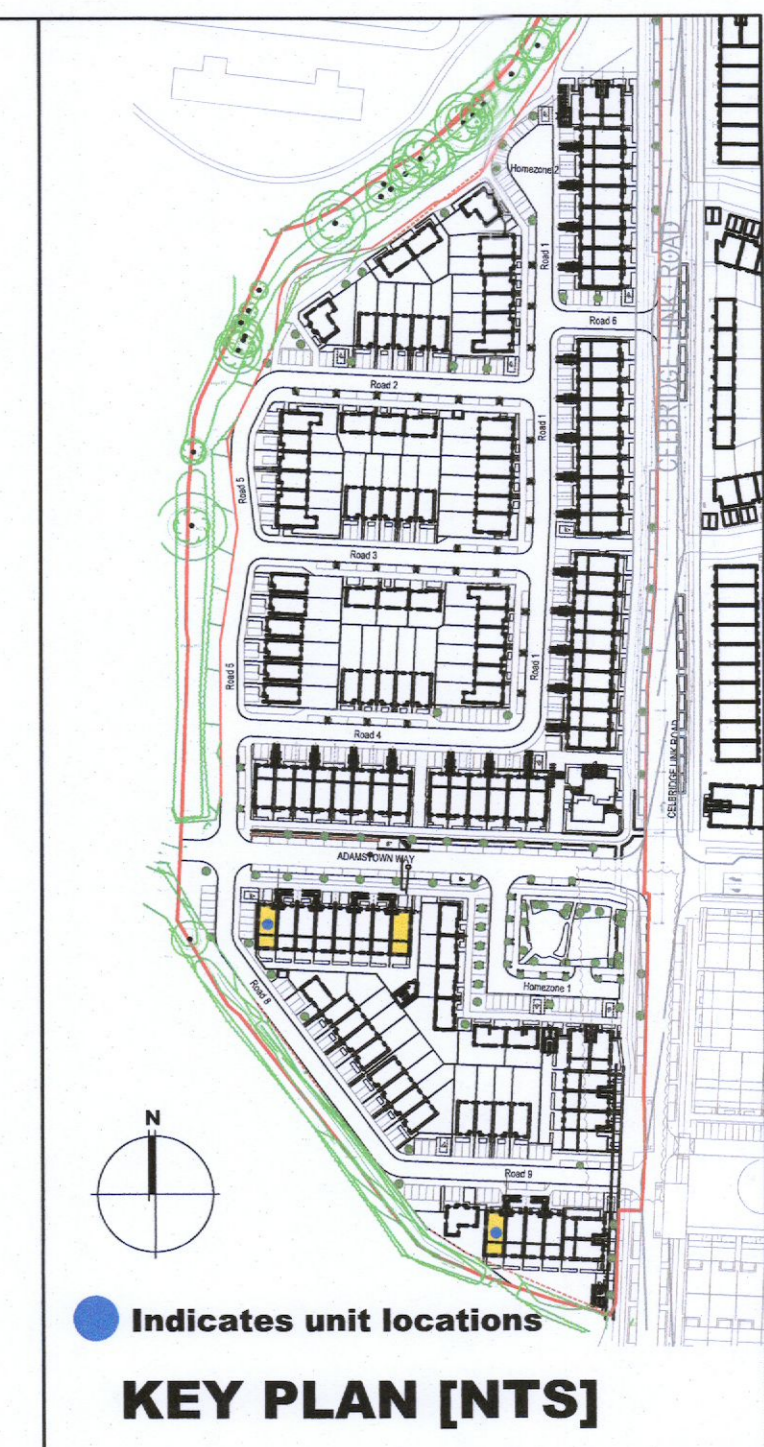 Homezone 2
Road 1
CELBRIDGE LINK ROAD
Road 6
Road 2
Road 1
Road 5
Road 3
Road 5
Road 1
Road 4
CELBRIDGE LINK ROAD
ADAMSTOWN WAY
Homezone 1
Road 8
Road 9
N
Indicates unit locations
KEY PLAN [NTS]